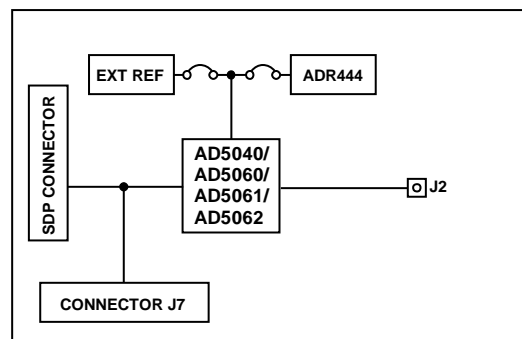 EXT REF
ADR444
SDP CONNECTOR
AD5040/
AD5060/
AD5061/
AD5062
J2
CONNECTOR J7